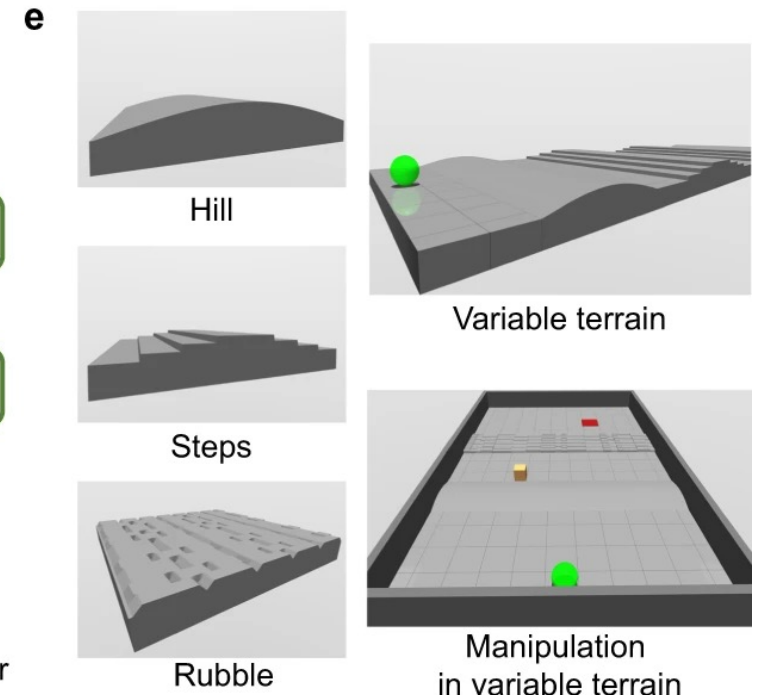 e
Hill
Variable terrain
Steps
Rubble
Manipulation
in variable terrain
r